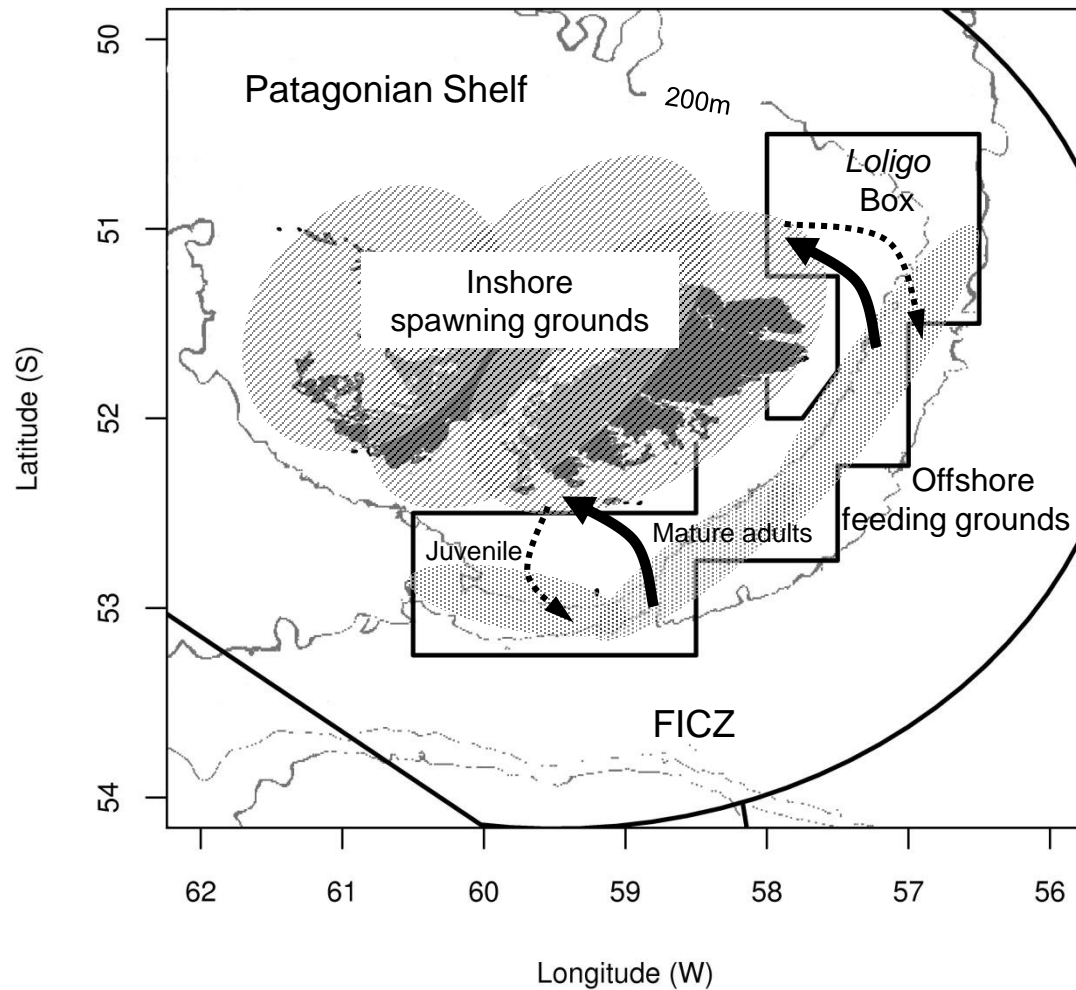 50
Patagonian Shelf
200m
Loligo
Box
51
Inshore
spawning grounds
Latitude (S)
52
Offshore
feeding grounds
Mature adults
Juvenile
53
FICZ
54
62 61 60 59 58 57 56
Longitude (W)